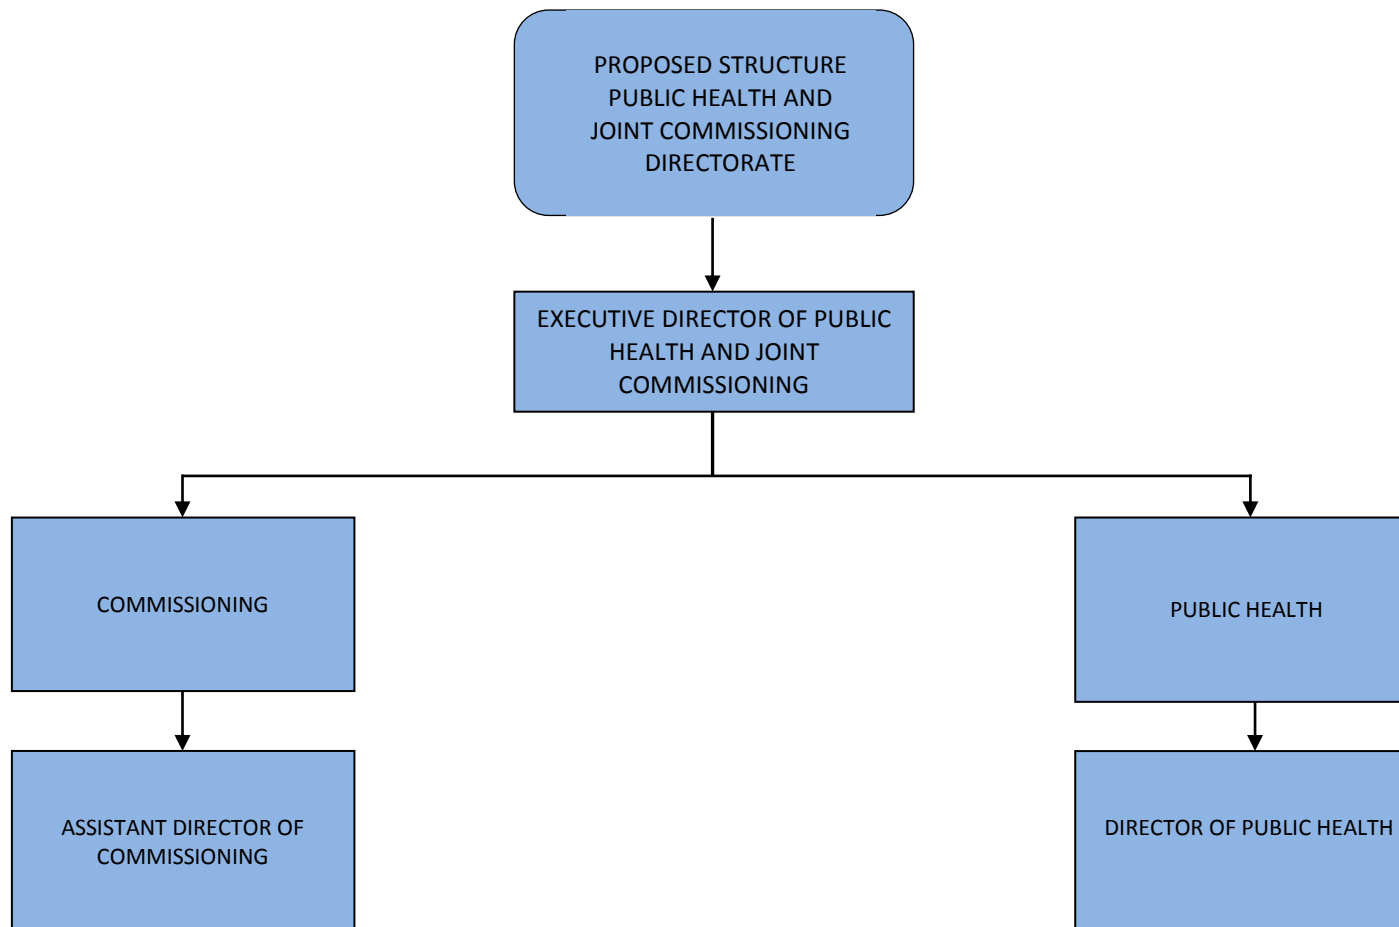 PROPOSED STRUCTURE
PUBLIC HEALTH AND
JOINT COMMISSONING
DIRECTORATE
EXECUTIVE DIRECTOR OF PUBLIC
HEALTH AND JOINT
COMMISSIONING
COMMISSIONING
PUBLIC HEALTH
ASSISTANT DIRECTOR OF
COMMISSIONING
DIRECTOR OF PUBLIC HEALTH